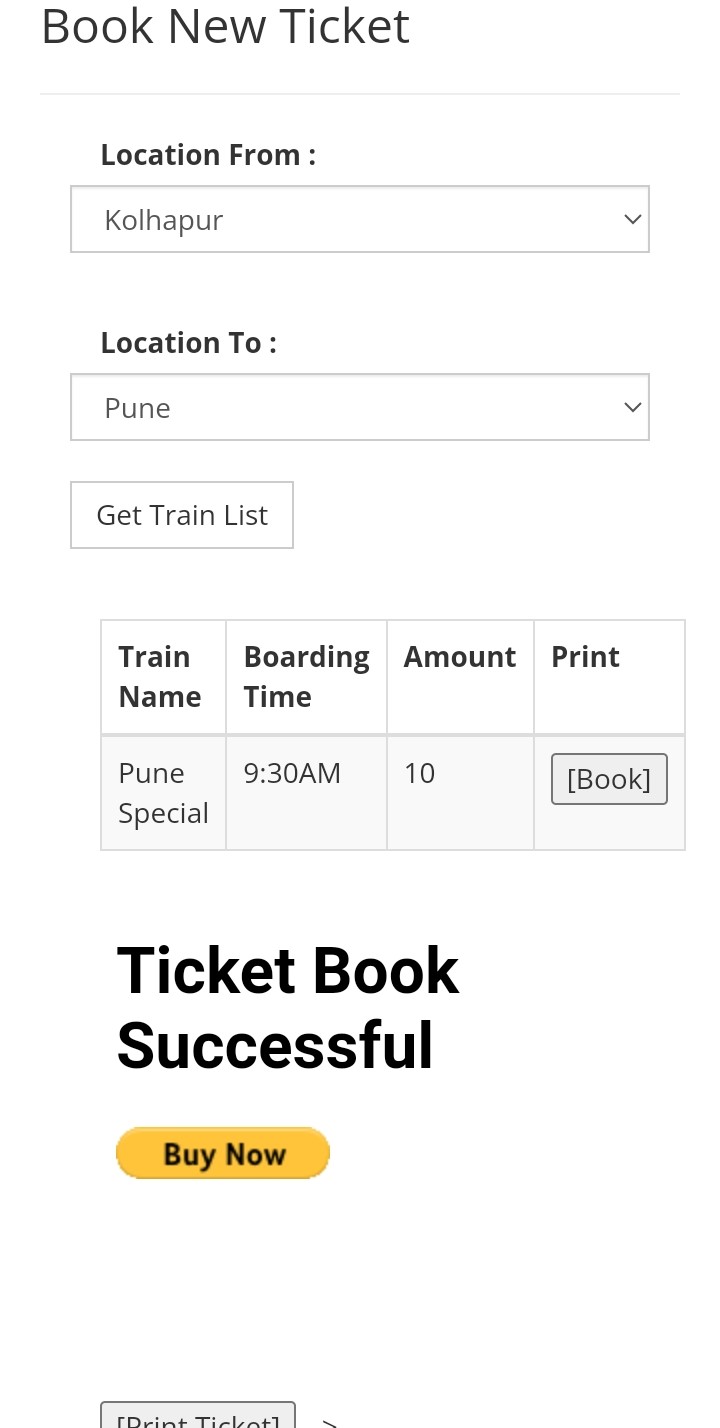 Book New Ticket
Location From :
Kolhapur
Location To :
Pune
Get Train List
Train Name
Boarding Time
Amount
Print
Pune Special
9:30AM
10
[Book]
Ticket Book
Successful
Buy Now
[Print Ticket]
>